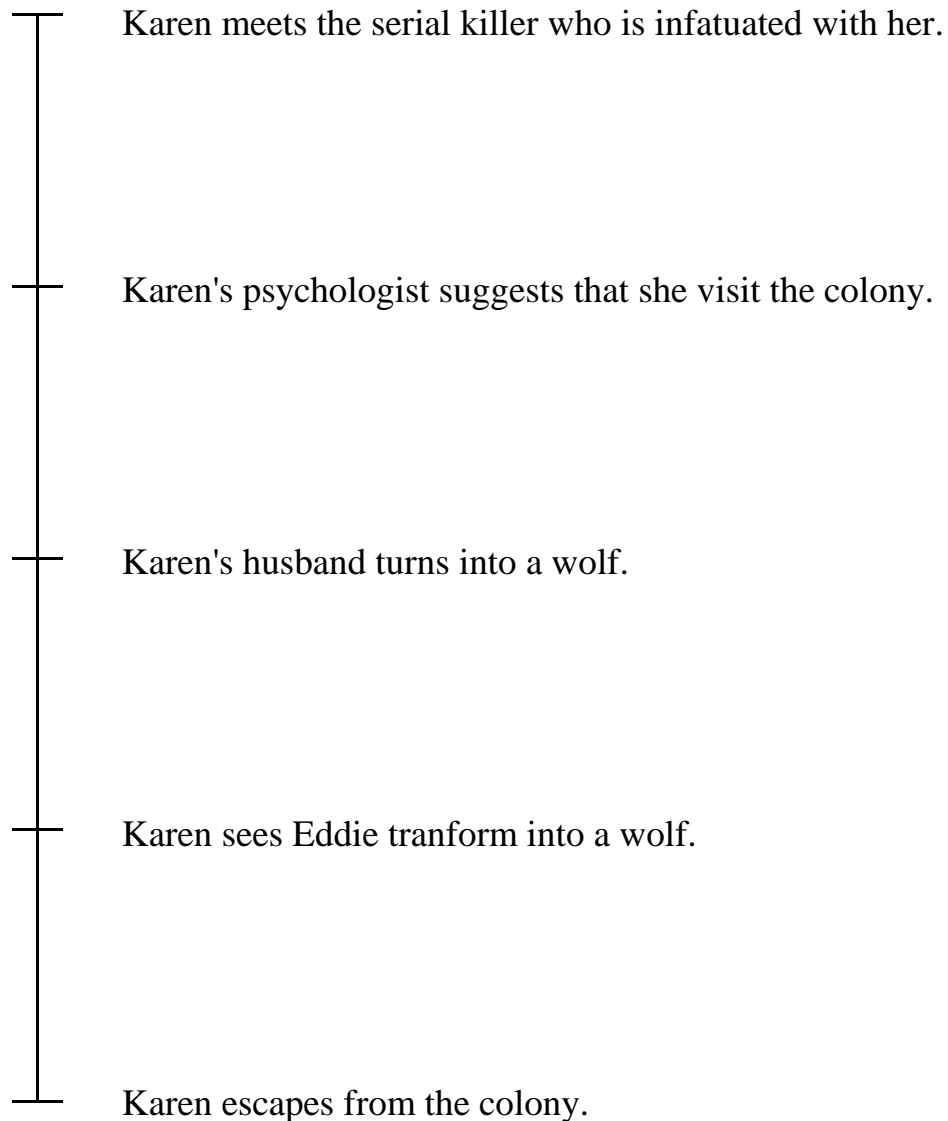 Karen meets the serial killer who is infatuated with her.
Karen's psychologist suggests that she visit the colony.
Karen's husband turns into a wolf.
Karen sees Eddie tranform into a wolf.
Karen escapes from the colony.